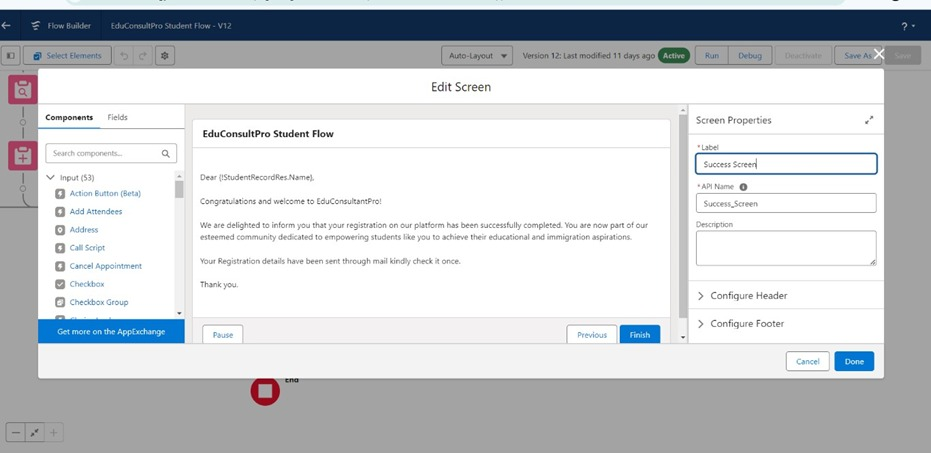 Flow Builder
EduConsultPro Student Flow - V12
?
Select Elements
Auto-Layout
Version 12: Last modified 11 days ago
Active
Run
Debug
Deactivate
Save As
Save
Edit Screen
Components
Fields
Search components...
Input (53)
Action Button (Beta)
Add Attendees
Address
Call Script
Cancel Appointment
Checkbox
Checkbox Group
Get more on the AppExchange
EduConsultPro Student Flow
Dear {!StudentRecordRes.Name},
Congratulations and welcome to EduConsultantPro!
We are delighted to inform you that your registration on our platform has been successfully completed. You are now part of our
esteemed community dedicated to empowering students like you to achieve their educational and immigration aspirations.
Your Registration details have been sent through mail kindly check it once.
Thank you.
Pause
Previous
Finish
Screen Properties
*Label
Success Screen
*API Name
Success_Screen
Description
Configure Header
Configure Footer
Cancel
Done
End